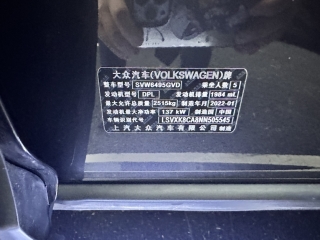 大众汽车(VOLKSWAGEN)牌
整车型号 SVW6495GVD 乘坐人数 5
发动机型号 DPL 发动机排量 1984 mL
最大允许总质量 2515kg 制造年月 2022-01
发动机最大净功率 137 kW 制造国 中国
车辆识别代号 LSVXX8CA8NN505545
上汽大众汽车有限公司 制造